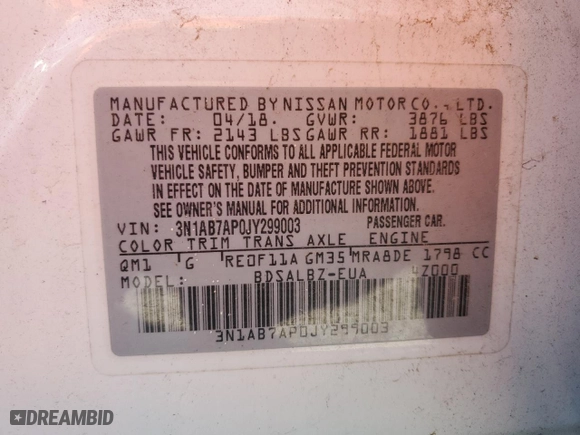 MANUFACTURED BY NISSAN MOTOR CO., LTD.
DATE: 04/18. GVWR: 3876 LBS
GAWR FR: 2143 LBS GAWR RR: 1881 LBS
THIS VEHICLE CONFORMS TO ALL APPLICABLE FEDERAL MOTOR
VEHICLE SAFETY, BUMPER AND THEFT PREVENTION STANDARDS
IN EFFECT ON THE DATE OF MANUFACTURE SHOWN ABOVE.
SEE OWNER'S MANUAL FOR ADDITIONAL INFORMATION.
VIN: 3N1AB7AP0JY299003 PASSENGER CAR.
COLOR TRIM TRANS AXLE ENGINE
QM1 G RE0F11A GM35 MRA8DE 1798 CC
MODEL: BDSALBZ-EUA 4Z000
3N1AB7AP0JY299003
DREAMBID